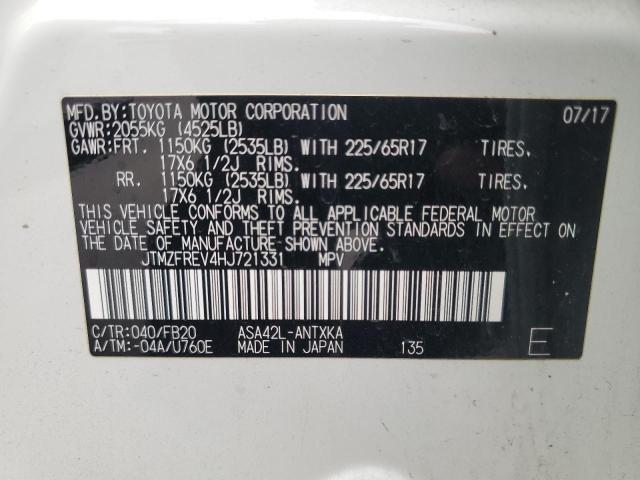 MFD.BY:TOYOTA MOTOR CORPORATION 07/17
GVWR:2055KG (4525LB)
GAWR:FRT. 1150KG (2535LB) WITH 225/65R17 TIRES.
17X6 1/2J RIMS.
RR. 1150KG (2535LB) WITH 225/65R17 TIRES.
17X6 1/2J RIMS.
THIS VEHICLE CONFORMS TO ALL APPLICABLE FEDERAL MOTOR
VEHICLE SAFETY STANDARDS IN EFFECT ON
THE DATE OF MANUFACTURE SHOWN ABOVE.
JTMZFREV4HJ721331 MPV
C/TR:040/FB20 ASA42L-ANTXKA
A/TM:-04A/U760E MADE IN JAPAN 135 E